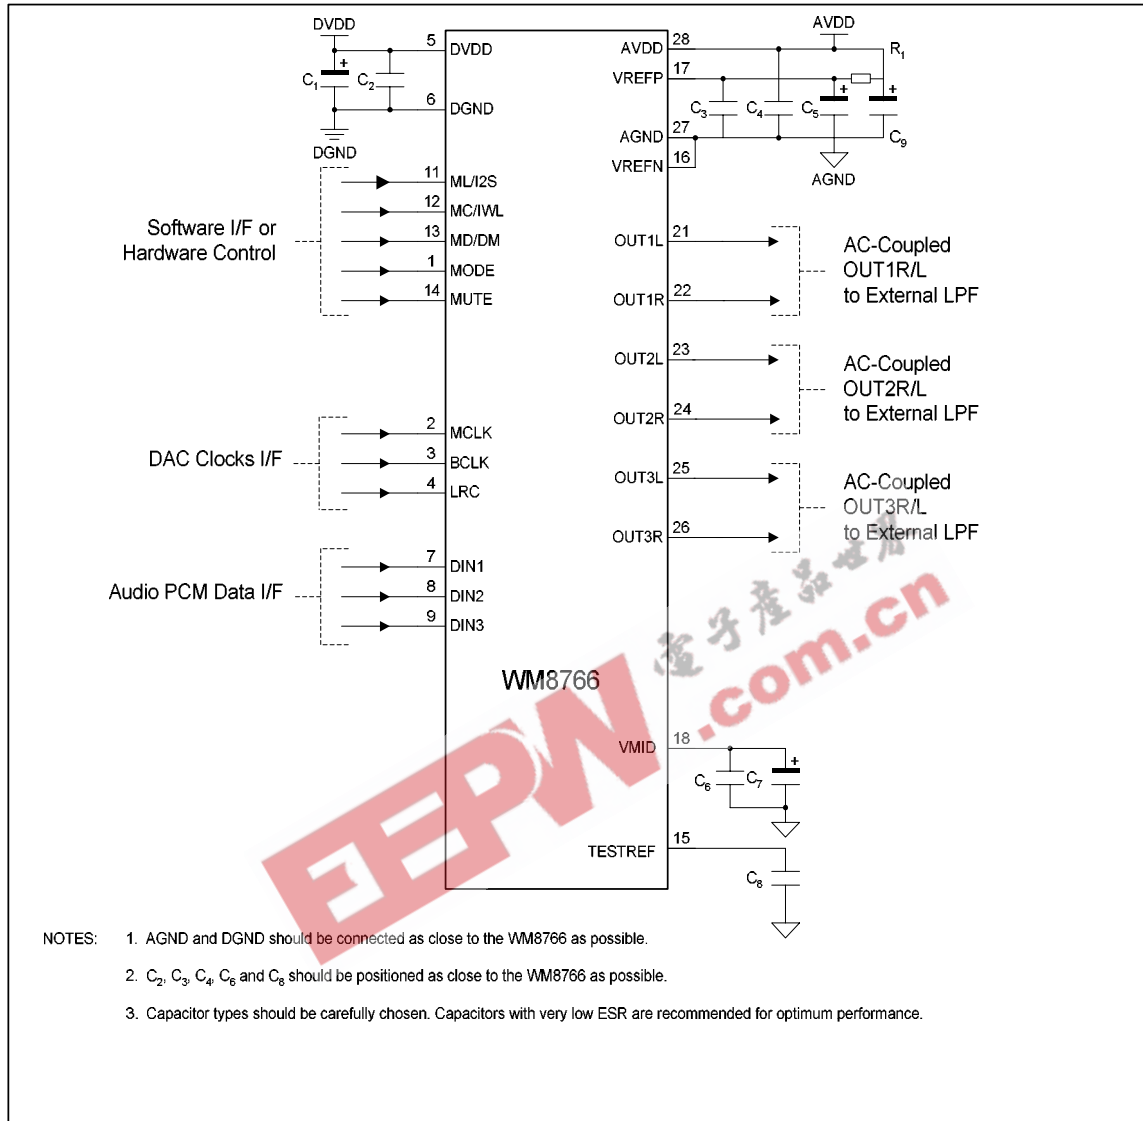 DVDD
5 DVDD
C1 +
C2
6 DGND
DGND
AVDD
AVDD 28
R1
VREFP 17
C3
C4
C5 +
+ C9
AGND 27
VREFN 16
AGND
Software I/F or
Hardware Control
11 ML/I2S
12 MC/IWL
13 MD/DM
1 MODE
14 MUTE
OUT1L 21
OUT1R 22
AC-Coupled
OUT1R/L
to External LPF
OUT2L 23
OUT2R 24
AC-Coupled
OUT2R/L
to External LPF
DAC Clocks I/F
2 MCLK
3 BCLK
4 LRC
OUT3L 25
OUT3R 26
AC-Coupled
OUT3R/L
to External LPF
Audio PCM Data I/F
7 DIN1
8 DIN2
9 DIN3
WM8766
EEPW
電子產品世界
.com.cn
VMID 18
C6
C7 +
TESTREF 15
C8
NOTES: 1. AGND and DGND should be connected as close to the WM8766 as possible.
2. C2, C3, C4, C6 and C8 should be positioned as close to the WM8766 as possible.
3. Capacitor types should be carefully chosen. Capacitors with very low ESR are recommended for optimum performance.